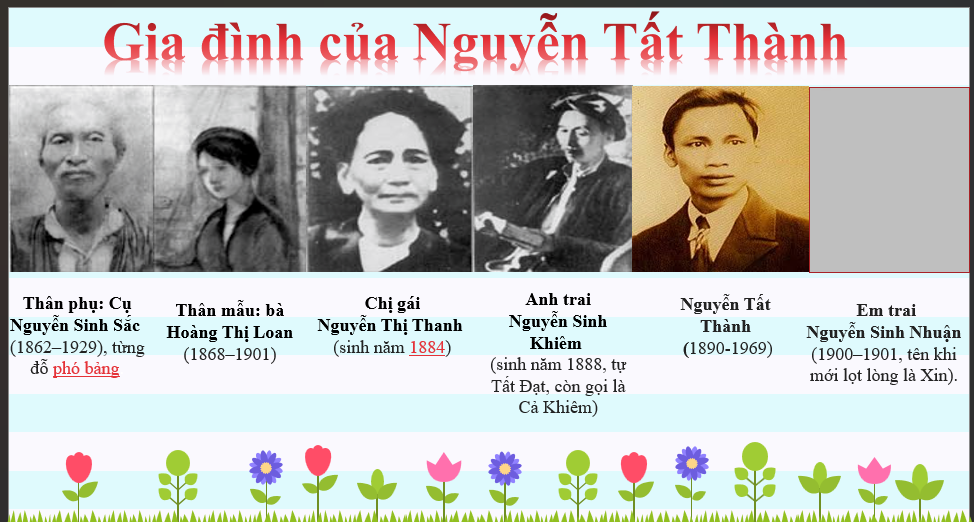 Gia đình của Nguyễn Tất Thành
Thân phụ: Cụ
Nguyễn Sinh Sắc
(1862–1929), từng
đỗ phó bảng
Thân mẫu: bà
Hoàng Thị Loan
(1868–1901)
Chị gái
Nguyễn Thị Thanh
(sinh năm 1884)
Anh trai
Nguyễn Sinh
Khiêm
(sinh năm 1888, tự
Tất Đạt, còn gọi là
Cả Khiêm)
Nguyễn Tất
Thành
(1890-1969)
Em trai
Nguyễn Sinh Nhuận
(1900–1901, tên khi
mới lọt lòng là Xin).